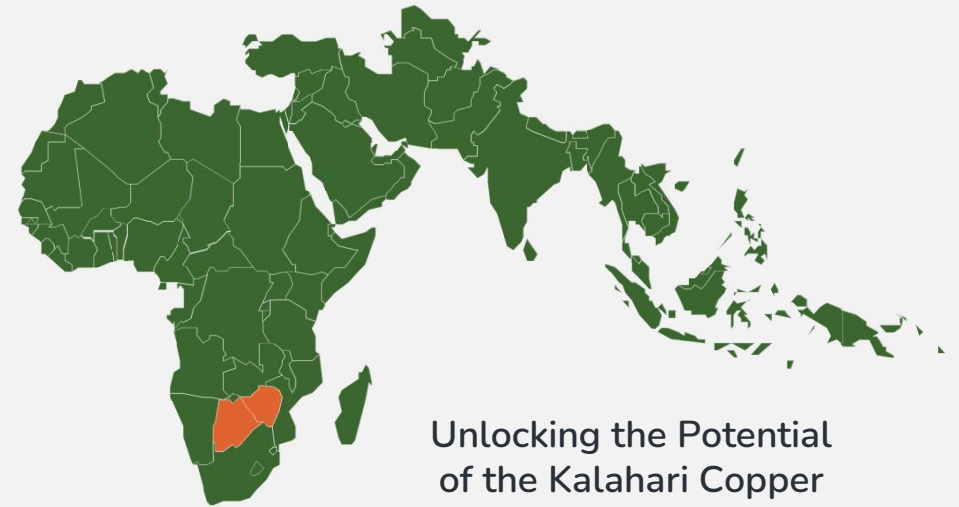 Unlocking the Potential
of the Kalahari Copper